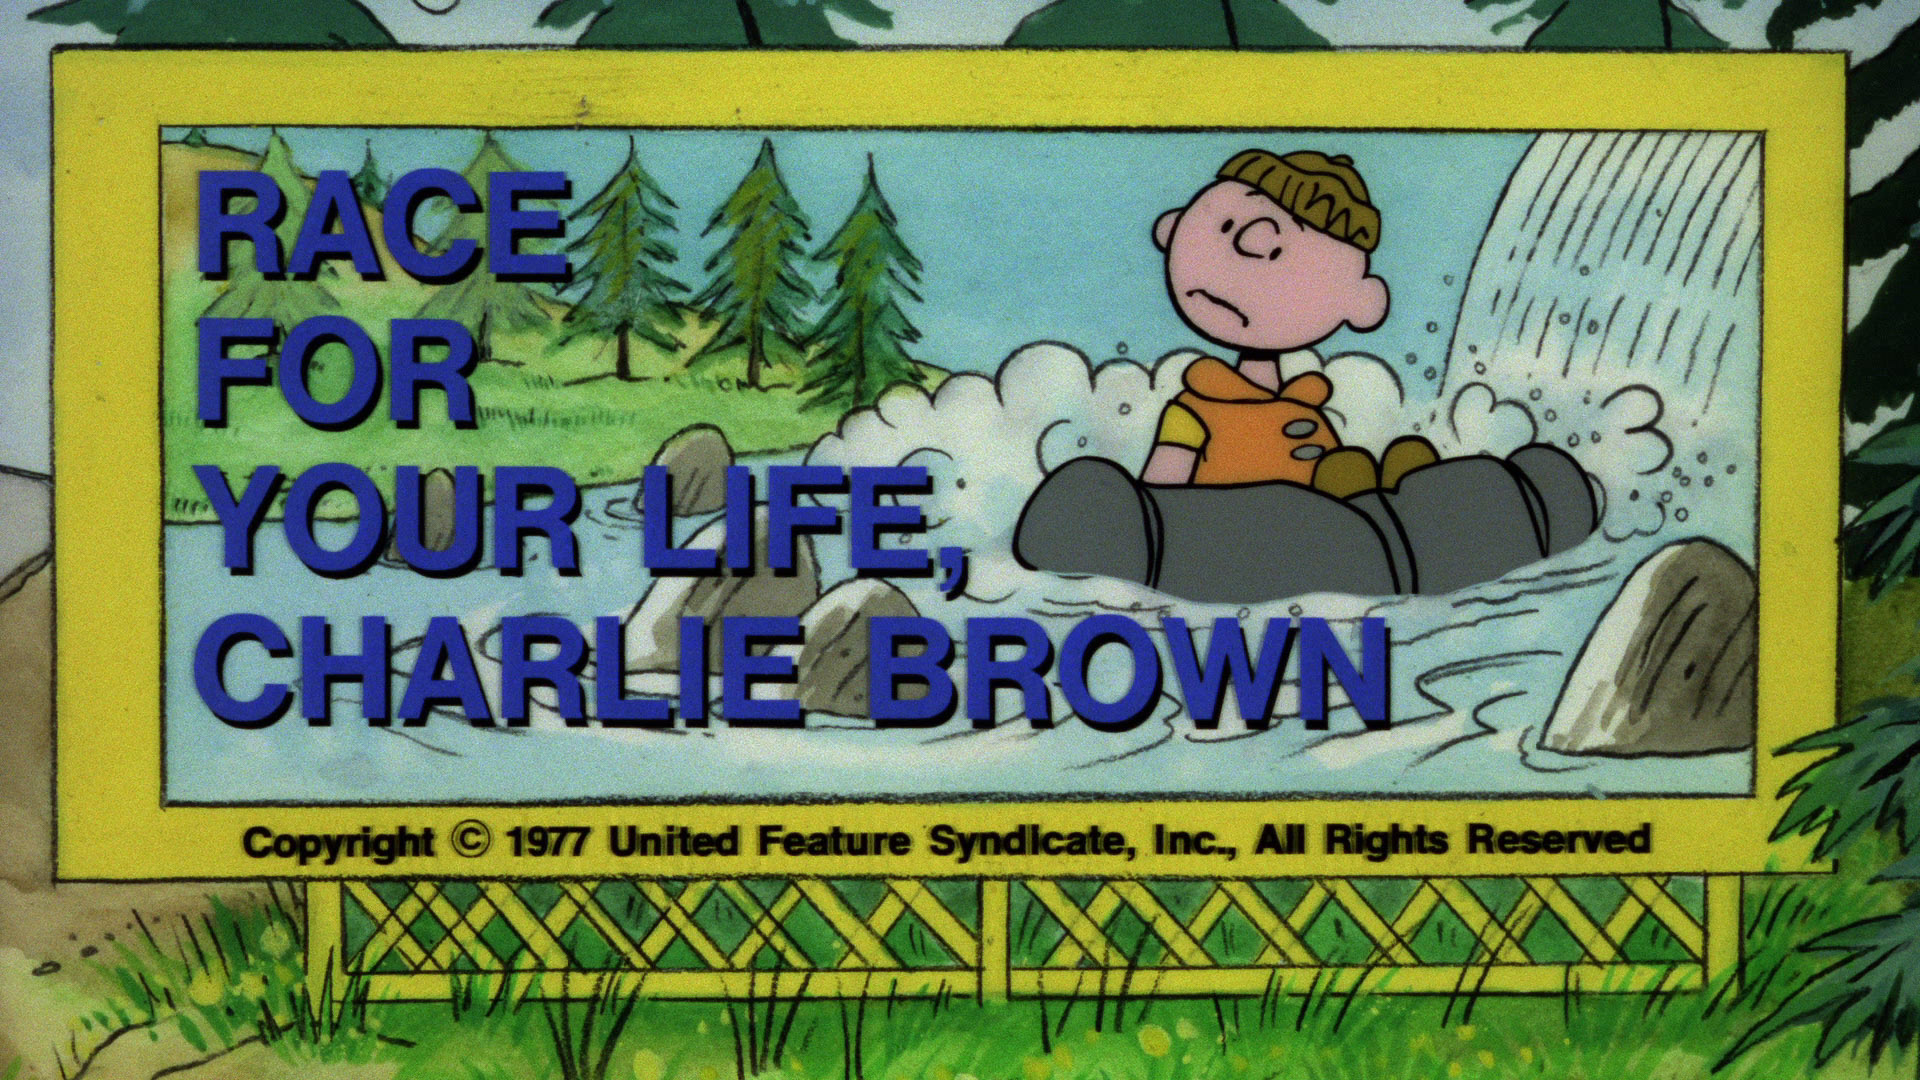 RACE
FOR
YOUR LIFE,
CHARLIE BROWN
Copyright © 1977 United Feature Syndicate, Inc., All Rights Reserved